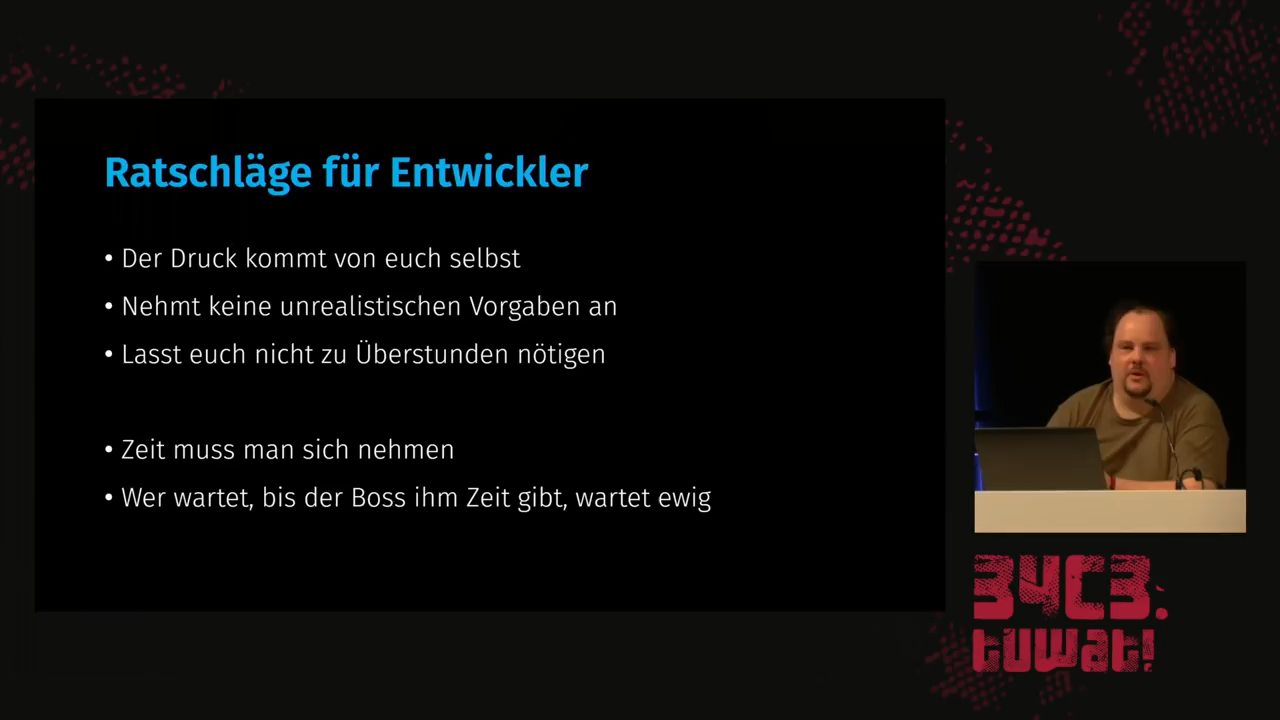 Ratschläge für Entwickler
• Der Druck kommt von euch selbst
• Nehmt keine unrealistischen Vorgaben an
• Lasst euch nicht zu Überstunden nötigen
• Zeit muss man sich nehmen
• Wer wartet, bis der Boss ihm Zeit gibt, wartet ewig
34C3.
tuwat!